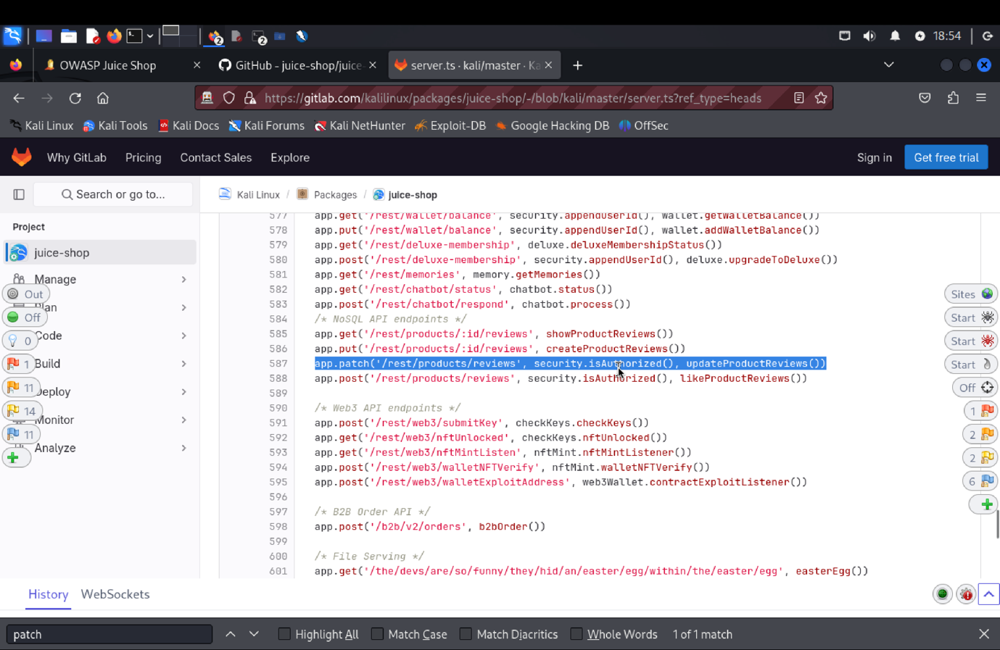 18:54
OWASP Juice Shop
GitHub - juice-shop/juice-
server.ts · kali/master · Ka
https://gitlab.com/kalilinux/packages/juice-shop/-/blob/kali/master/server.ts?ref_type=heads
Kali Linux
Kali Tools
Kali Docs
Kali Forums
Kali NetHunter
Exploit-DB
Google Hacking DB
OffSec
Why GitLab
Pricing
Contact Sales
Explore
Sign in
Get free trial
Search or go to...
Kali Linux / Packages / juice-shop
Project
juice-shop
Manage
Plan
Code
Build
Deploy
Monitor
Analyze
Out
Off
0
1
11
14
11
577 app.get('/rest/wallet/balance', security.appendUserId(), wallet.getWalletBalance())
578 app.put('/rest/wallet/balance', security.appendUserId(), wallet.addWalletBalance())
579 app.get('/rest/deluxe-membership', deluxe.deluxeMembershipStatus())
580 app.post('/rest/deluxe-membership', security.appendUserId(), deluxe.upgradeToDeluxe())
581 app.get('/rest/memories', memory.getMemories())
582 app.get('/rest/chatbot/status', chatbot.status())
583 app.post('/rest/chatbot/respond', chatbot.process())
584 /* NoSQL API endpoints */
585 app.get('/rest/products/:id/reviews', showProductReviews())
586 app.put('/rest/products/:id/reviews', createProductReviews())
587 app.patch('/rest/products/reviews', security.isAuthorized(), updateProductReviews())
588 app.post('/rest/products/reviews', security.isAuthorized(), likeProductReviews())
589
590 /* Web3 API endpoints */
591 app.post('/rest/web3/submitKey', checkKeys.checkKeys())
592 app.get('/rest/web3/nftUnlocked', checkKeys.nftUnlocked())
593 app.get('/rest/web3/nftMintListen', nftMint.nftMintListener())
594 app.post('/rest/web3/walletNFTVerify', nftMint.walletNFTVerify())
595 app.post('/rest/web3/walletExploitAddress', web3Wallet.contractExploitListener())
596
597 /* B2B Order API */
598 app.post('/b2b/v2/orders', b2bOrder())
599
600 /* File Serving */
601 app.get('/the/devs/are/so/funny/they/hid/an/easter/egg/within/the/easter/egg', easterEgg())
Sites
Start
Start
Start
Off
1
2
2
6
History
WebSockets
patch
Highlight All
Match Case
Match Diacritics
Whole Words
1 of 1 match